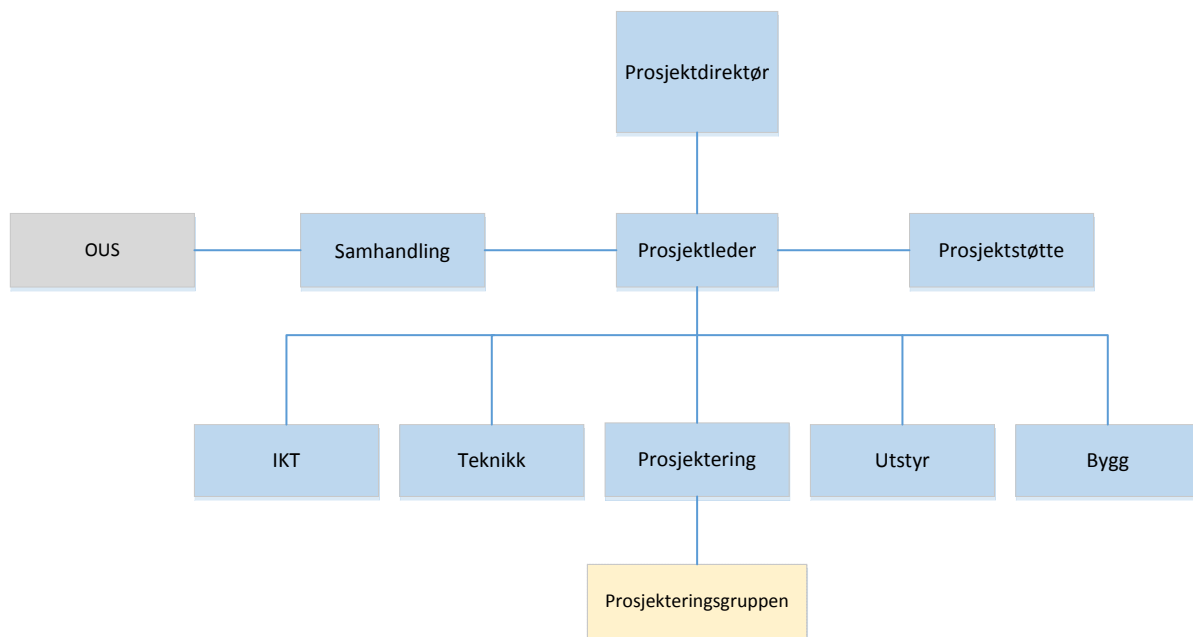 Prosjektdirektør
OUS
Samhandling
Prosjektleder
Prosjektstøtte
IKT
Teknikk
Prosjektering
Utstyr
Bygg
Prosjekteringsgruppen